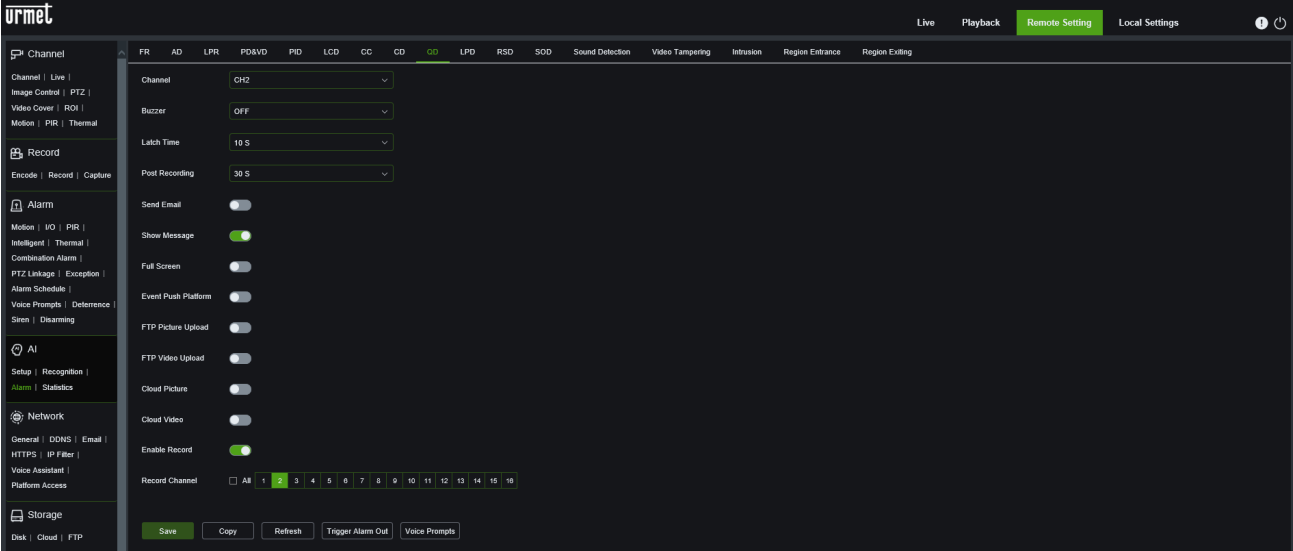 urmet
Live Playback Remote Setting Local Settings
Channel
Channel | Live |
Image Control | PTZ |
Video Cover | ROI |
Motion | PIR | Thermal
Record
Encode | Record | Capture
Alarm
Motion | I/O | PIR |
Intelligent | Thermal |
Combination Alarm |
PTZ Linkage | Exception |
Alarm Schedule |
Voice Prompts | Deterrence |
Siren | Disarming
AI
Setup | Recognition |
Alarm | Statistics
Network
General | DDNS | Email |
HTTPS | IP Filter |
Voice Assistant |
Platform Access
Storage
Disk | Cloud | FTP
FR AD LPR PD&VD PID LCD CC CD QD LPD RSD SOD Sound Detection Video Tampering Intrusion Region Entrance Region Exiting
Channel CH2
Buzzer OFF
Latch Time 10 S
Post Recording 30 S
Send Email
Show Message
Full Screen
Event Push Platform
FTP Picture Upload
FTP Video Upload
Cloud Picture
Cloud Video
Enable Record
Record Channel All 1 2 3 4 5 6 7 8 9 10 11 12 13 14 15 16
Save Copy Refresh Trigger Alarm Out Voice Prompts